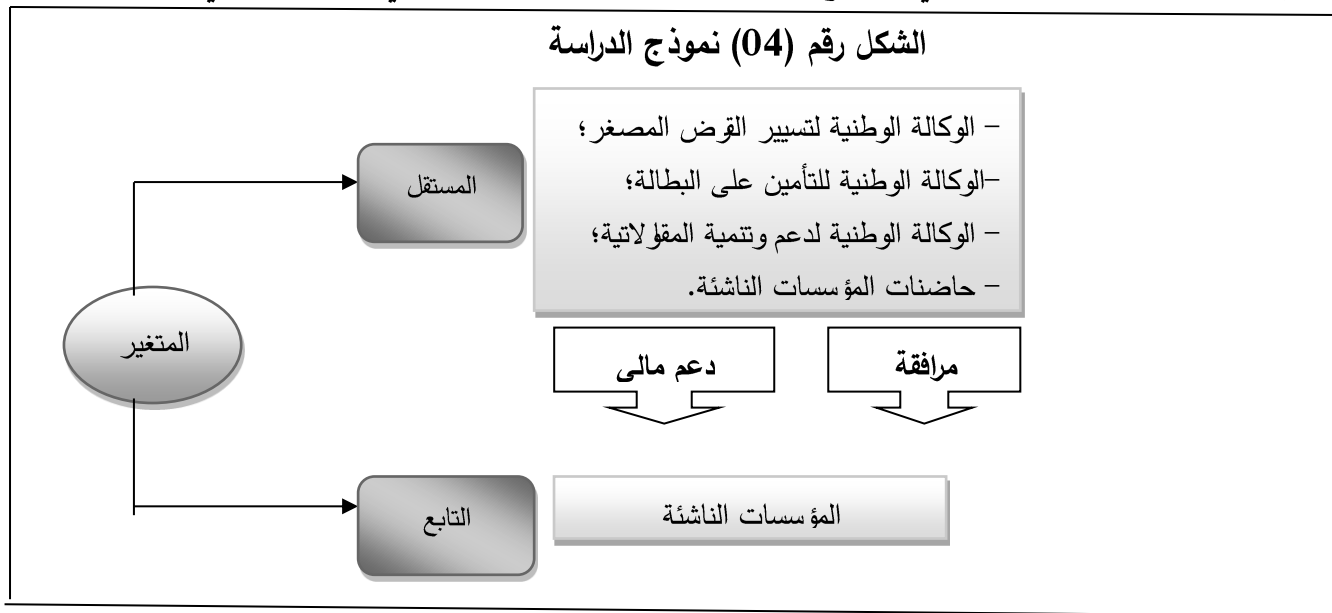 الشكل رقم (04) نموذج الدراسة
– الوكالة الوطنية لتسيير القرض المصغر؛
–الوكالة الوطنية للتأمين على البطالة؛
– الوكالة الوطنية لدعم وتنمية المقاولاتية؛
– حاضنات المؤسسات الناشئة.
المستقل
المتغير
مرافقة
دعم مالى
التابع
المؤسسات الناشئة